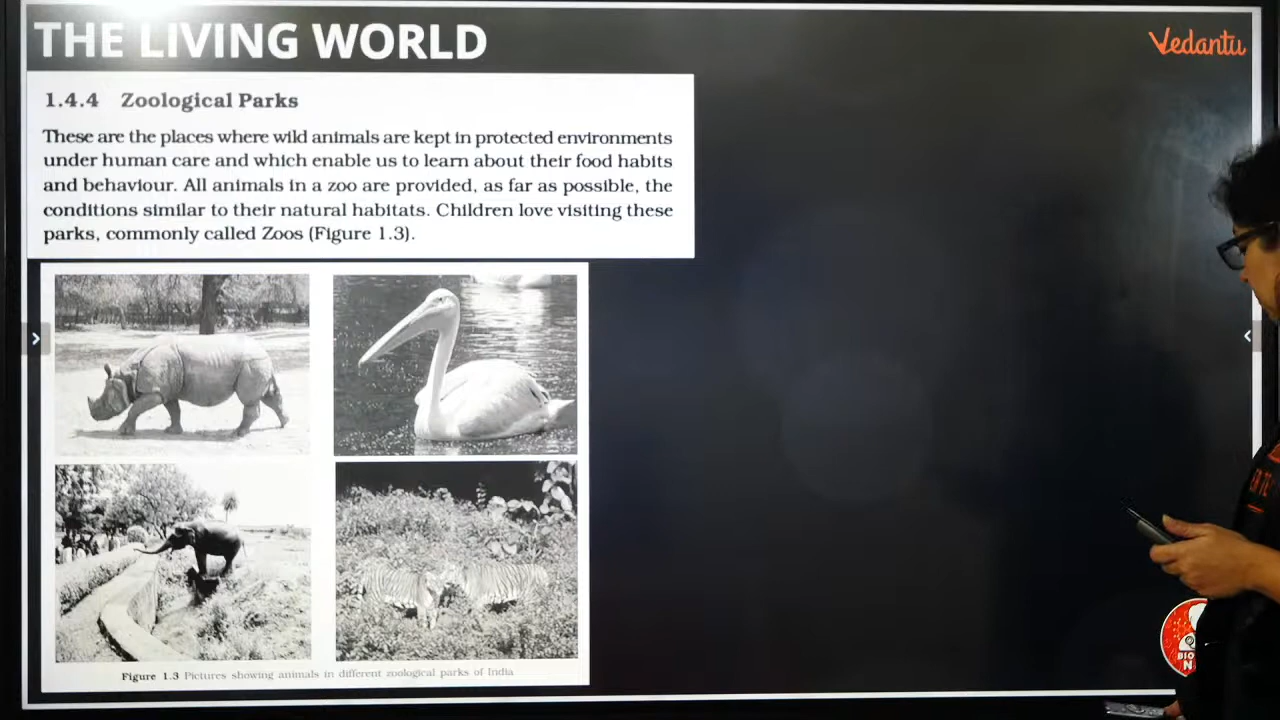 THE LIVING WORLD
Vedantu
1.4.4 Zoological Parks
These are the places where wild animals are kept in protected environments
under human care and which enable us to learn about their food habits
and behaviour. All animals in a zoo are provided, as far as possible, the
conditions similar to their natural habitats. Children love visiting these
parks, commonly called Zoos (Figure 1.3).
Figure 1.3 Pictures showing animals in different zoological parks of India